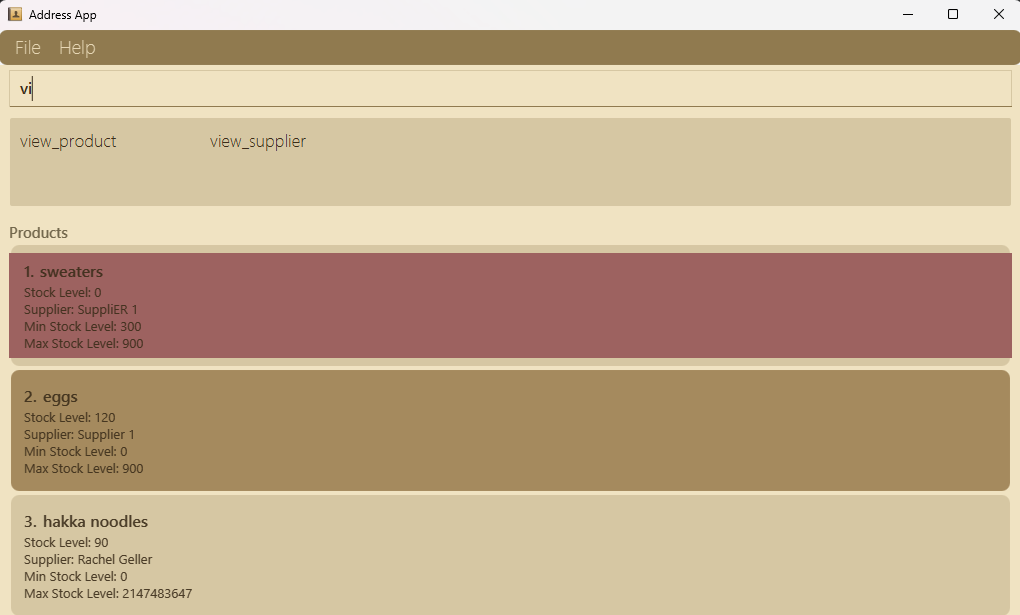 Address App
File Help
vi
view_product view_supplier
Products
1. sweaters
Stock Level: 0
Supplier: SuppliER 1
Min Stock Level: 300
Max Stock Level: 900
2. eggs
Stock Level: 120
Supplier: Supplier 1
Min Stock Level: 0
Max Stock Level: 900
3. hakka noodles
Stock Level: 90
Supplier: Rachel Geller
Min Stock Level: 0
Max Stock Level: 2147483647